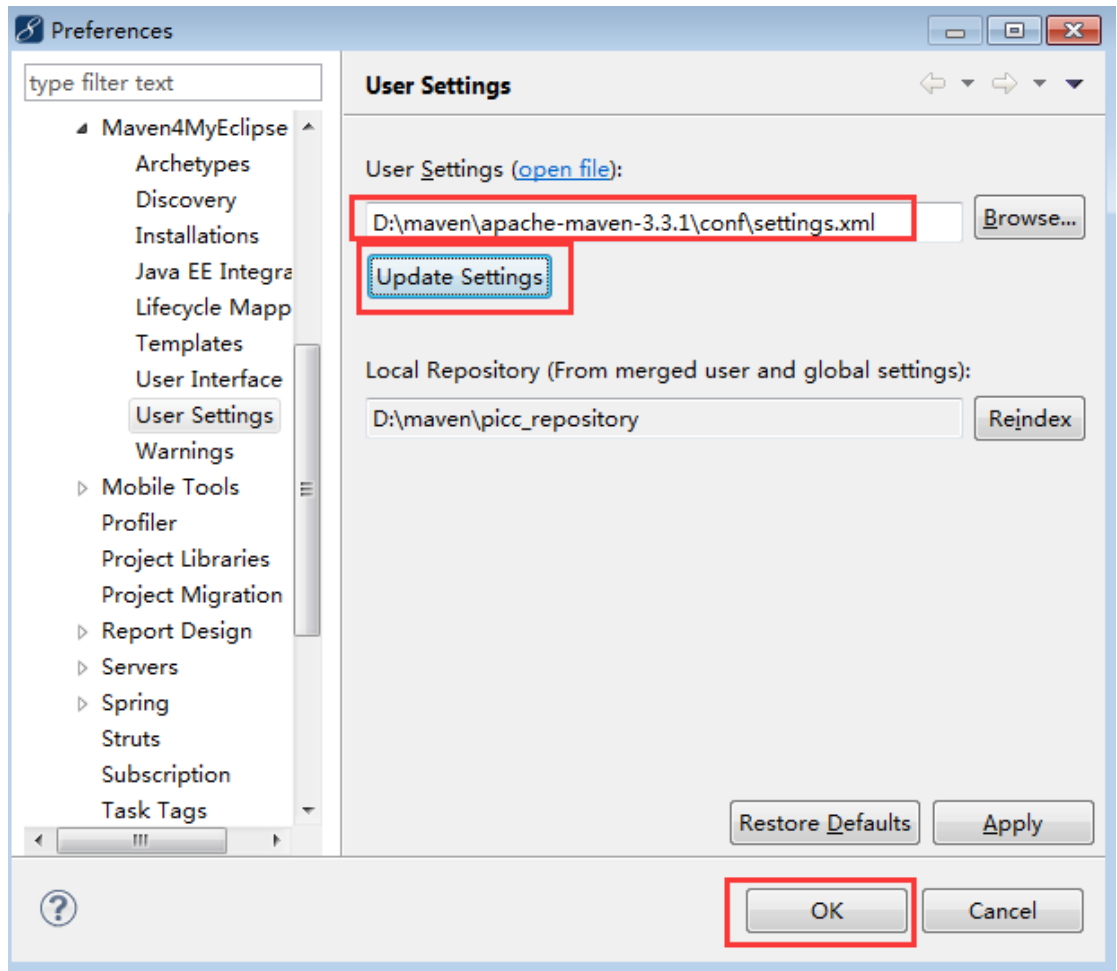 Preferences
type filter text
Maven4MyEclipse
Archetypes
Discovery
Installations
Java EE Integra
Lifecycle Mapp
Templates
User Interface
User Settings
Warnings
Mobile Tools
Profiler
Project Libraries
Project Migration
Report Design
Servers
Spring
Struts
Subscription
Task Tags
User Settings
User Settings (open file):
D:\maven\apache-maven-3.3.1\conf\settings.xml
Browse...
Update Settings
Local Repository (From merged user and global settings):
D:\maven\picc_repository
Reindex
Restore Defaults
Apply
?
OK
Cancel